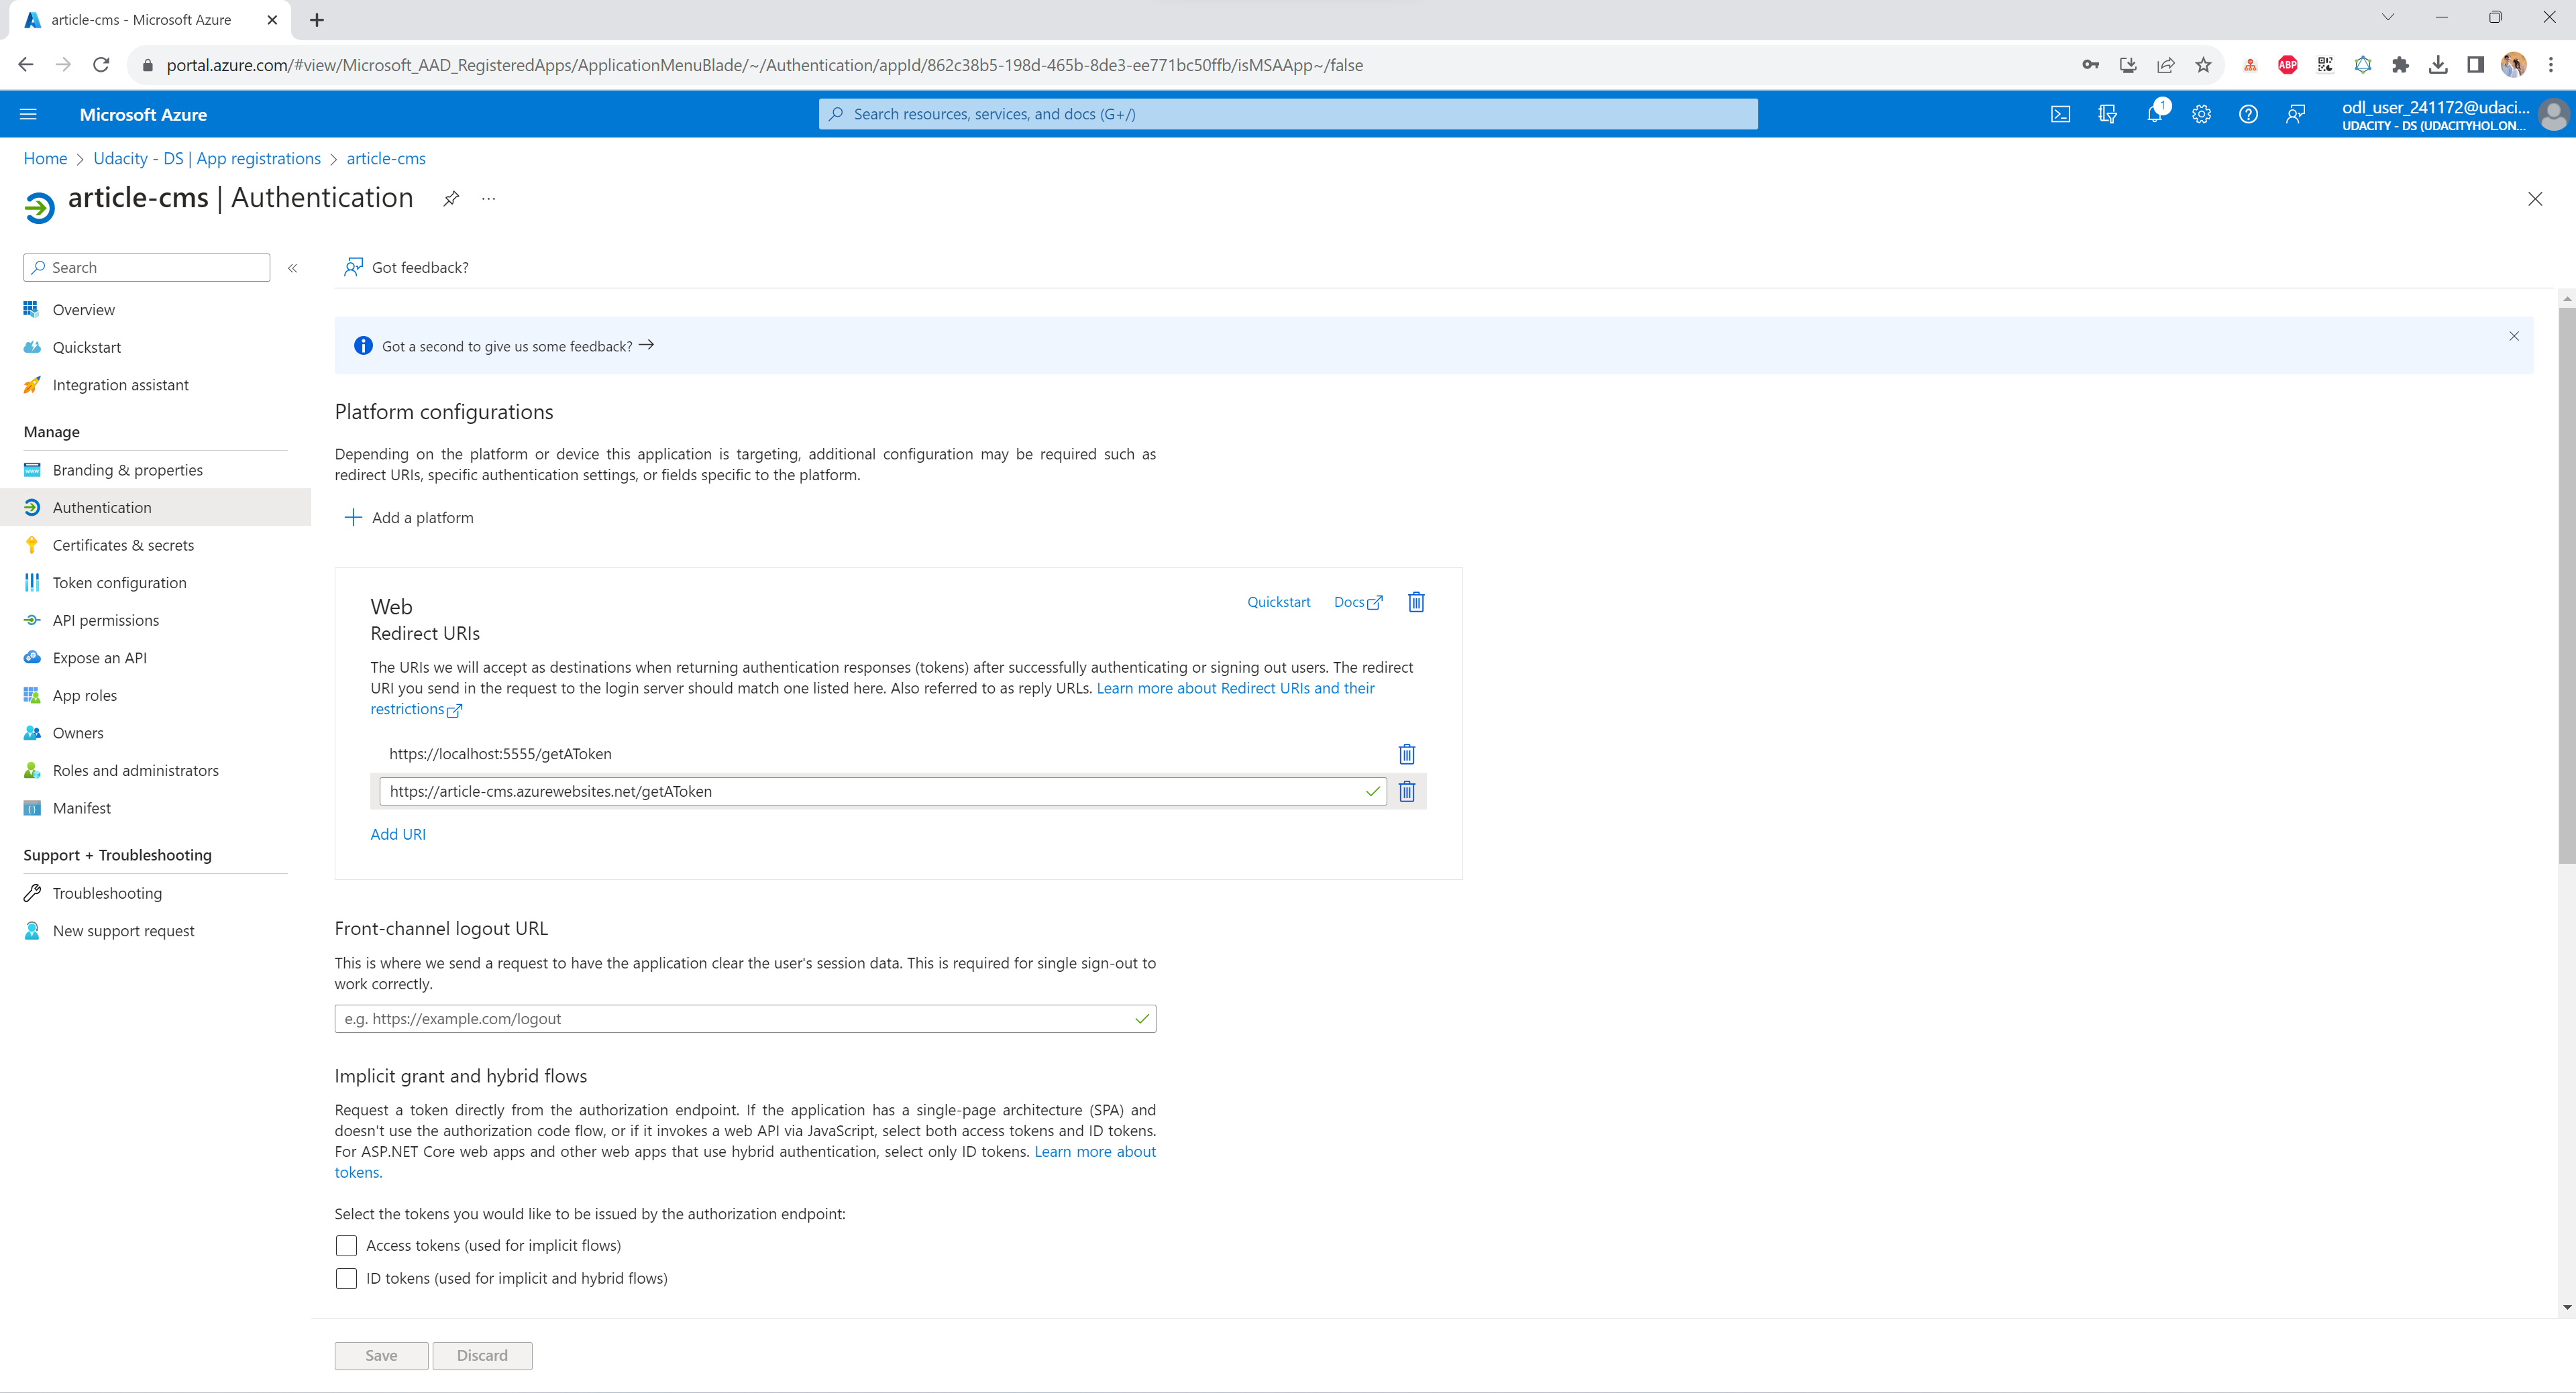 article-cms - Microsoft Azure
portal.azure.com/#view/Microsoft_AAD_RegisteredApps/ApplicationMenuBlade/~/Authentication/appId/862c38b5-198d-465b-8de3-ee771bc50ffb/isMSAApp~/false
ABP
Microsoft Azure
Search resources, services, and docs (G+/)
1
odl_user_241172@udaci...
UDACITY - DS (UDACITYHOL.ON...
Home > Udacity - DS | App registrations > article-cms
article-cms | Authentication
Search
Got feedback?
Overview
Quickstart
Integration assistant
Manage
Branding & properties
Authentication
Certificates & secrets
Token configuration
API permissions
Expose an API
App roles
Owners
Roles and administrators
Manifest
Support + Troubleshooting
Troubleshooting
New support request
Got a second to give us some feedback?
Platform configurations
Depending on the platform or device this application is targeting, additional configuration may be required such as
redirect URIs, specific authentication settings, or fields specific to the platform.
Add a platform
Web
Quickstart
Docs
Redirect URIs
The URIs we will accept as destinations when returning authentication responses (tokens) after successfully authenticating or signing out users. The redirect
URI you send in the request to the login server should match one listed here. Also referred to as reply URLs. Learn more about Redirect URIs and their
restrictions
https://localhost:5555/getAToken
https://article-cms.azurewebsites.net/getAToken
Add URI
Front-channel logout URL
This is where we send a request to have the application clear the user's session data. This is required for single sign-out to
work correctly.
e.g. https://example.com/logout
Implicit grant and hybrid flows
Request a token directly from the authorization endpoint. If the application has a single-page architecture (SPA) and
doesn't use the authorization code flow, or if it invokes a web API via JavaScript, select both access tokens and ID tokens.
For ASP.NET Core web apps and other web apps that use hybrid authentication, select only ID tokens. Learn more about
tokens.
Select the tokens you would like to be issued by the authorization endpoint:
Access tokens (used for implicit flows)
ID tokens (used for implicit and hybrid flows)
Save
Discard